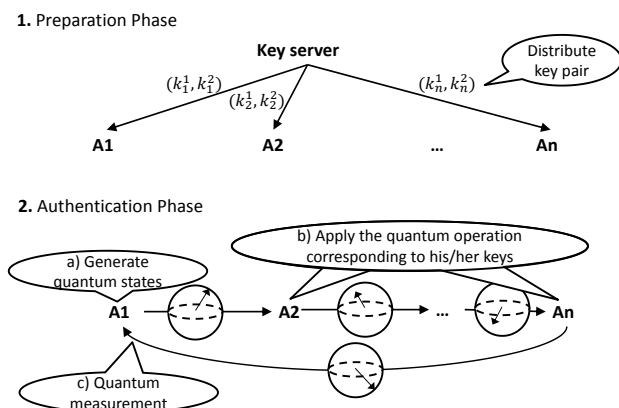 1. Preparation Phase
Key server
Distribute
key pair
(k₁¹, k₁²)
(k₂¹, k₂²)
(kₙ¹, kₙ²)
A1
A2
...
An
2. Authentication Phase
b) Apply the quantum operation
corresponding to his/her keys
a) Generate
quantum states
A1
A2
...
An
c) Quantum
measurement